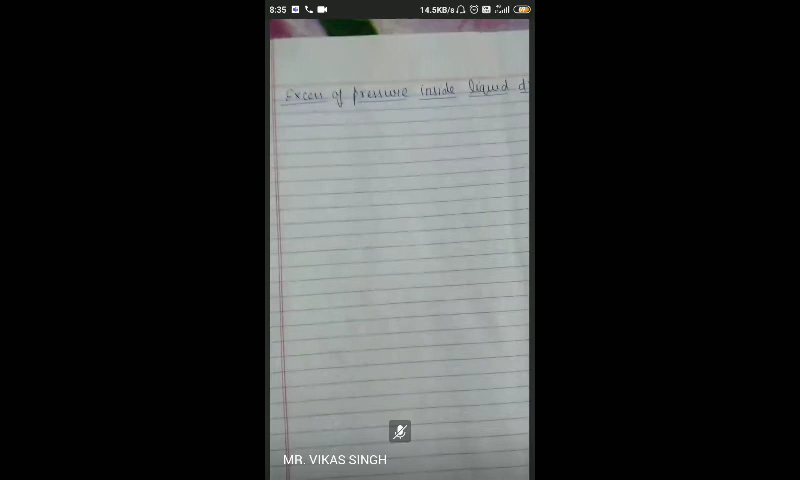 8:35 14.5KB/s
Excess of pressure inside liquid d
MR. VIKAS SINGH